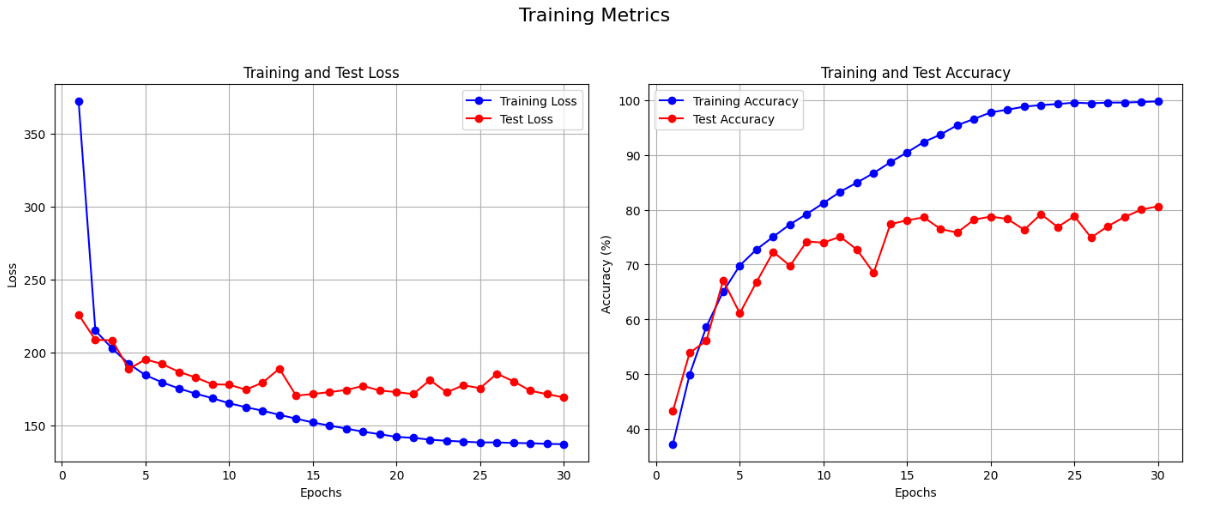 Training Metrics
Training and Test Loss
Training Loss
Test Loss
Loss
350
300
250
200
150
0 5 10 15 20 25 30
Epochs
Training and Test Accuracy
Training Accuracy
Test Accuracy
Accuracy (%)
100
90
80
70
60
50
40
0 5 10 15 20 25 30
Epochs